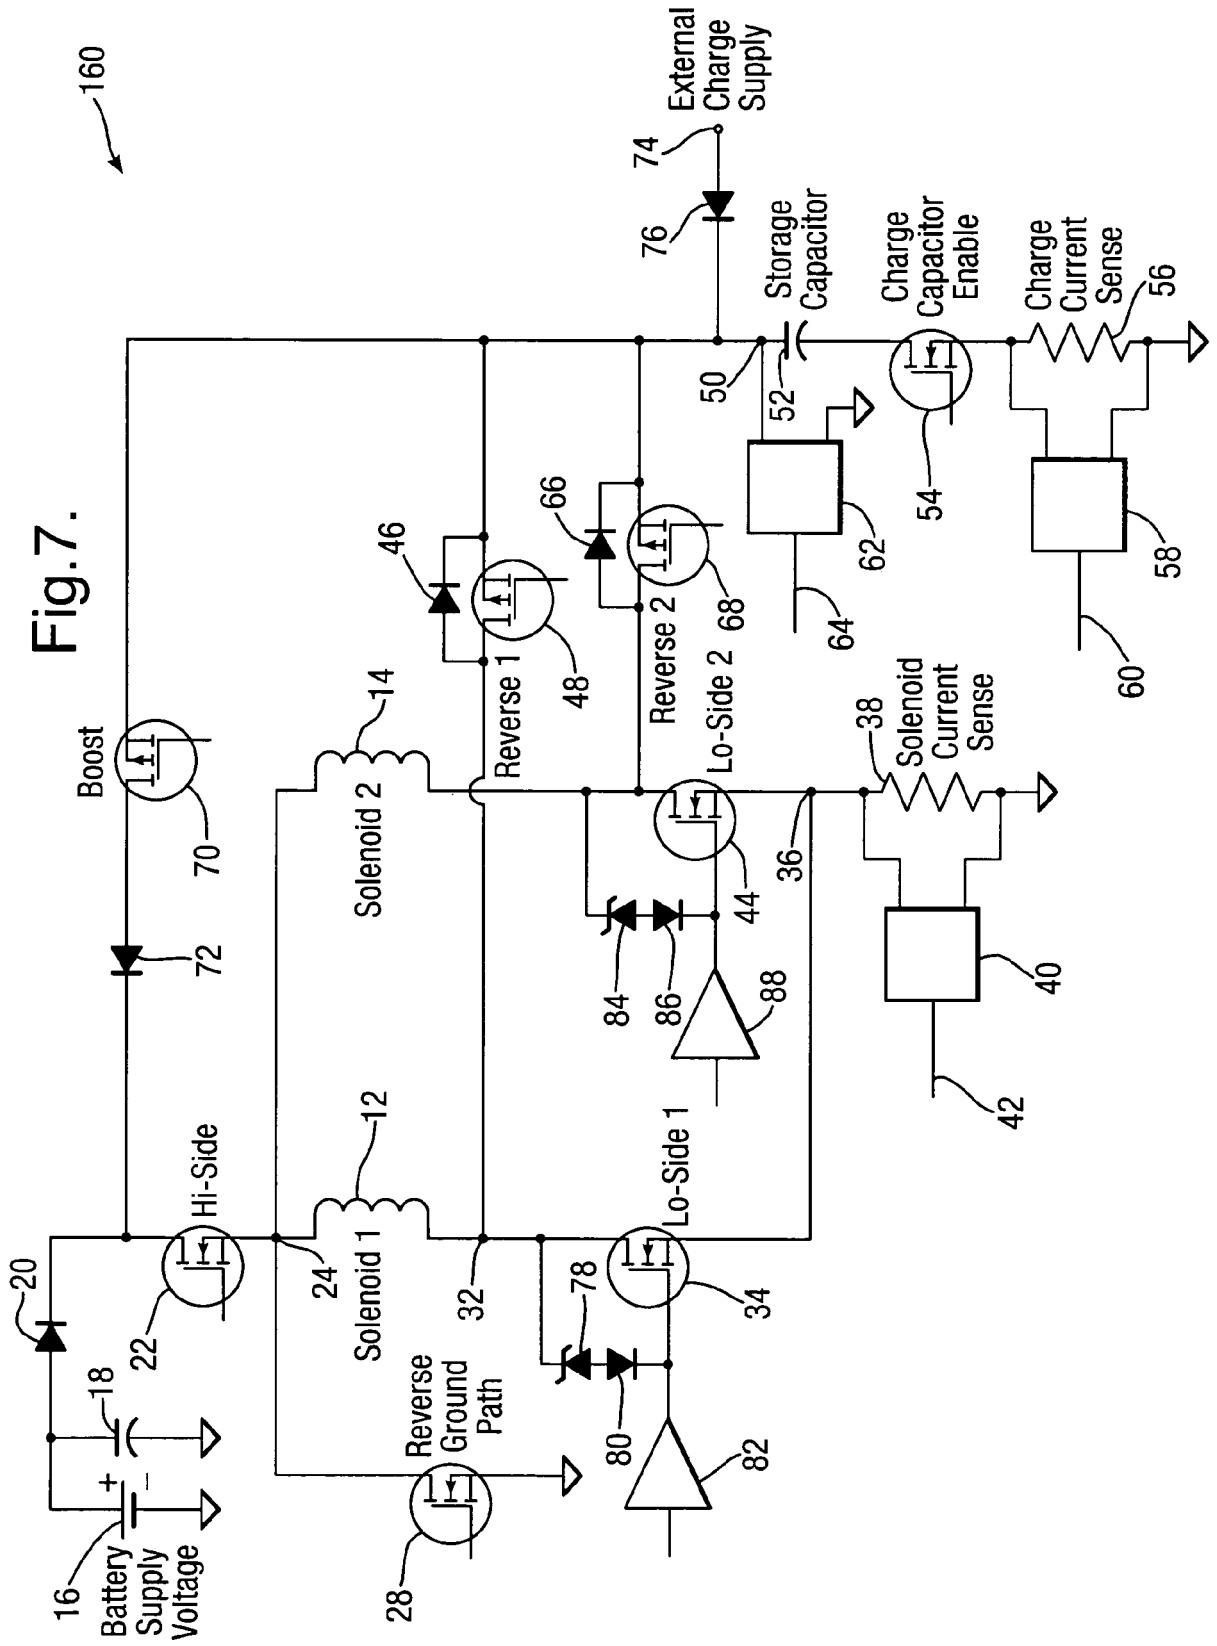 Fig.7.
160
16
Battery
Supply
Voltage
+
−
18
20
22
Hi-Side
72
70
Boost
24
28
Reverse
Ground
Path
Solenoid 1
12
Solenoid 2
14
32
Reverse 1
46
48
Reverse 2
66
68
74
External
Charge
Supply
76
78
80
82
34
Lo-Side 1
84
86
88
44
Lo-Side 2
36
38
Solenoid
Current
Sense
40
42
50
52
Storage
Capacitor
62
64
54
Charge
Capacitor
Enable
Charge
Current
Sense
56
58
60